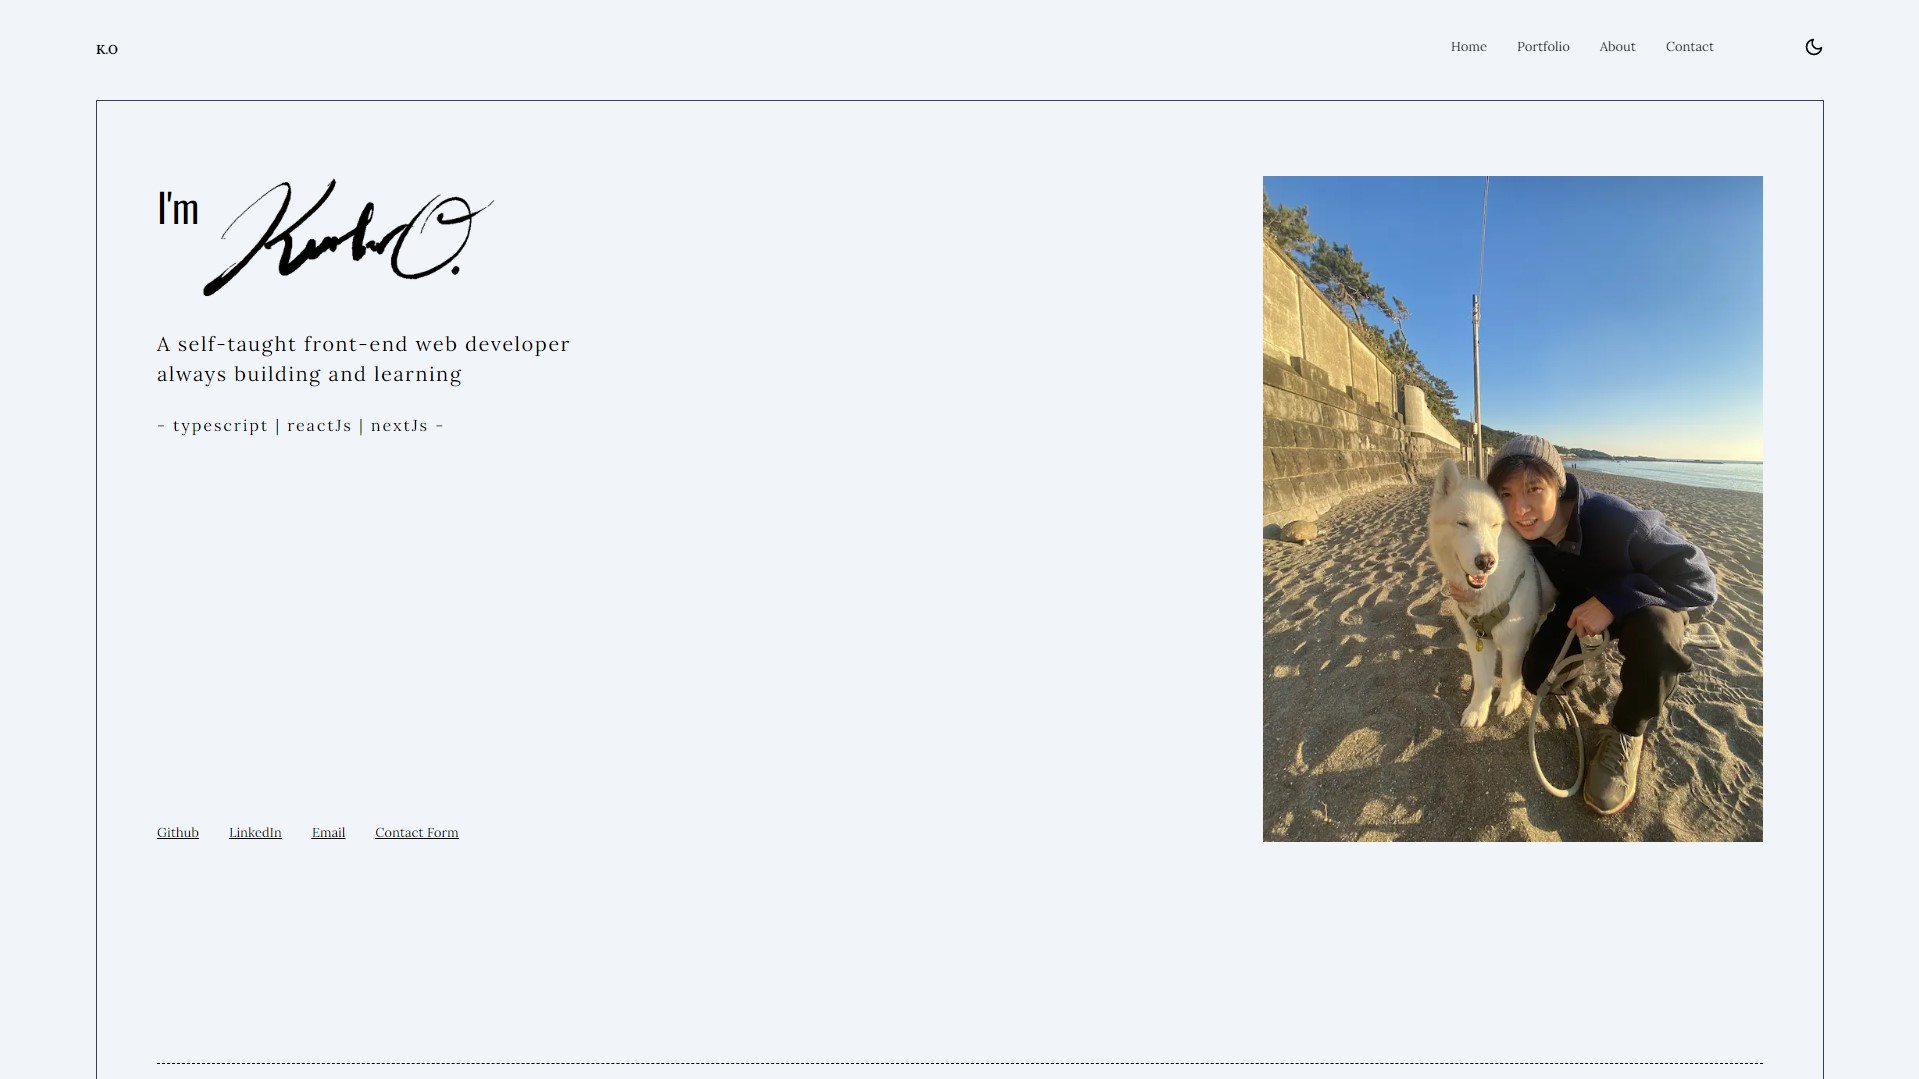 K.O
Home Portfolio About Contact
I'm
A self-taught front-end web developer
always building and learning
- typescript | reactJs | nextJs -
Github LinkedIn Email Contact Form